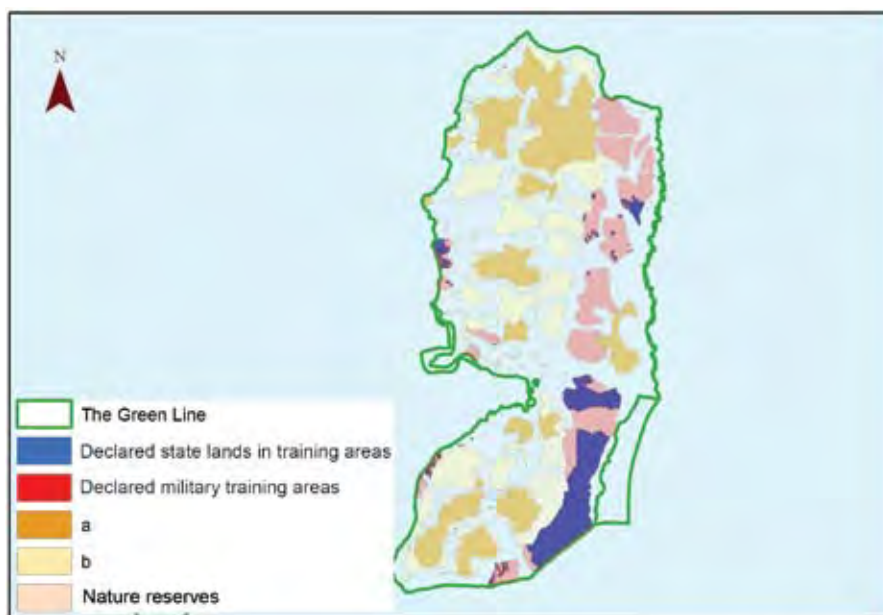 N
The Green Line
Declared state lands in training areas
Declared military training areas
a
b
Nature reserves